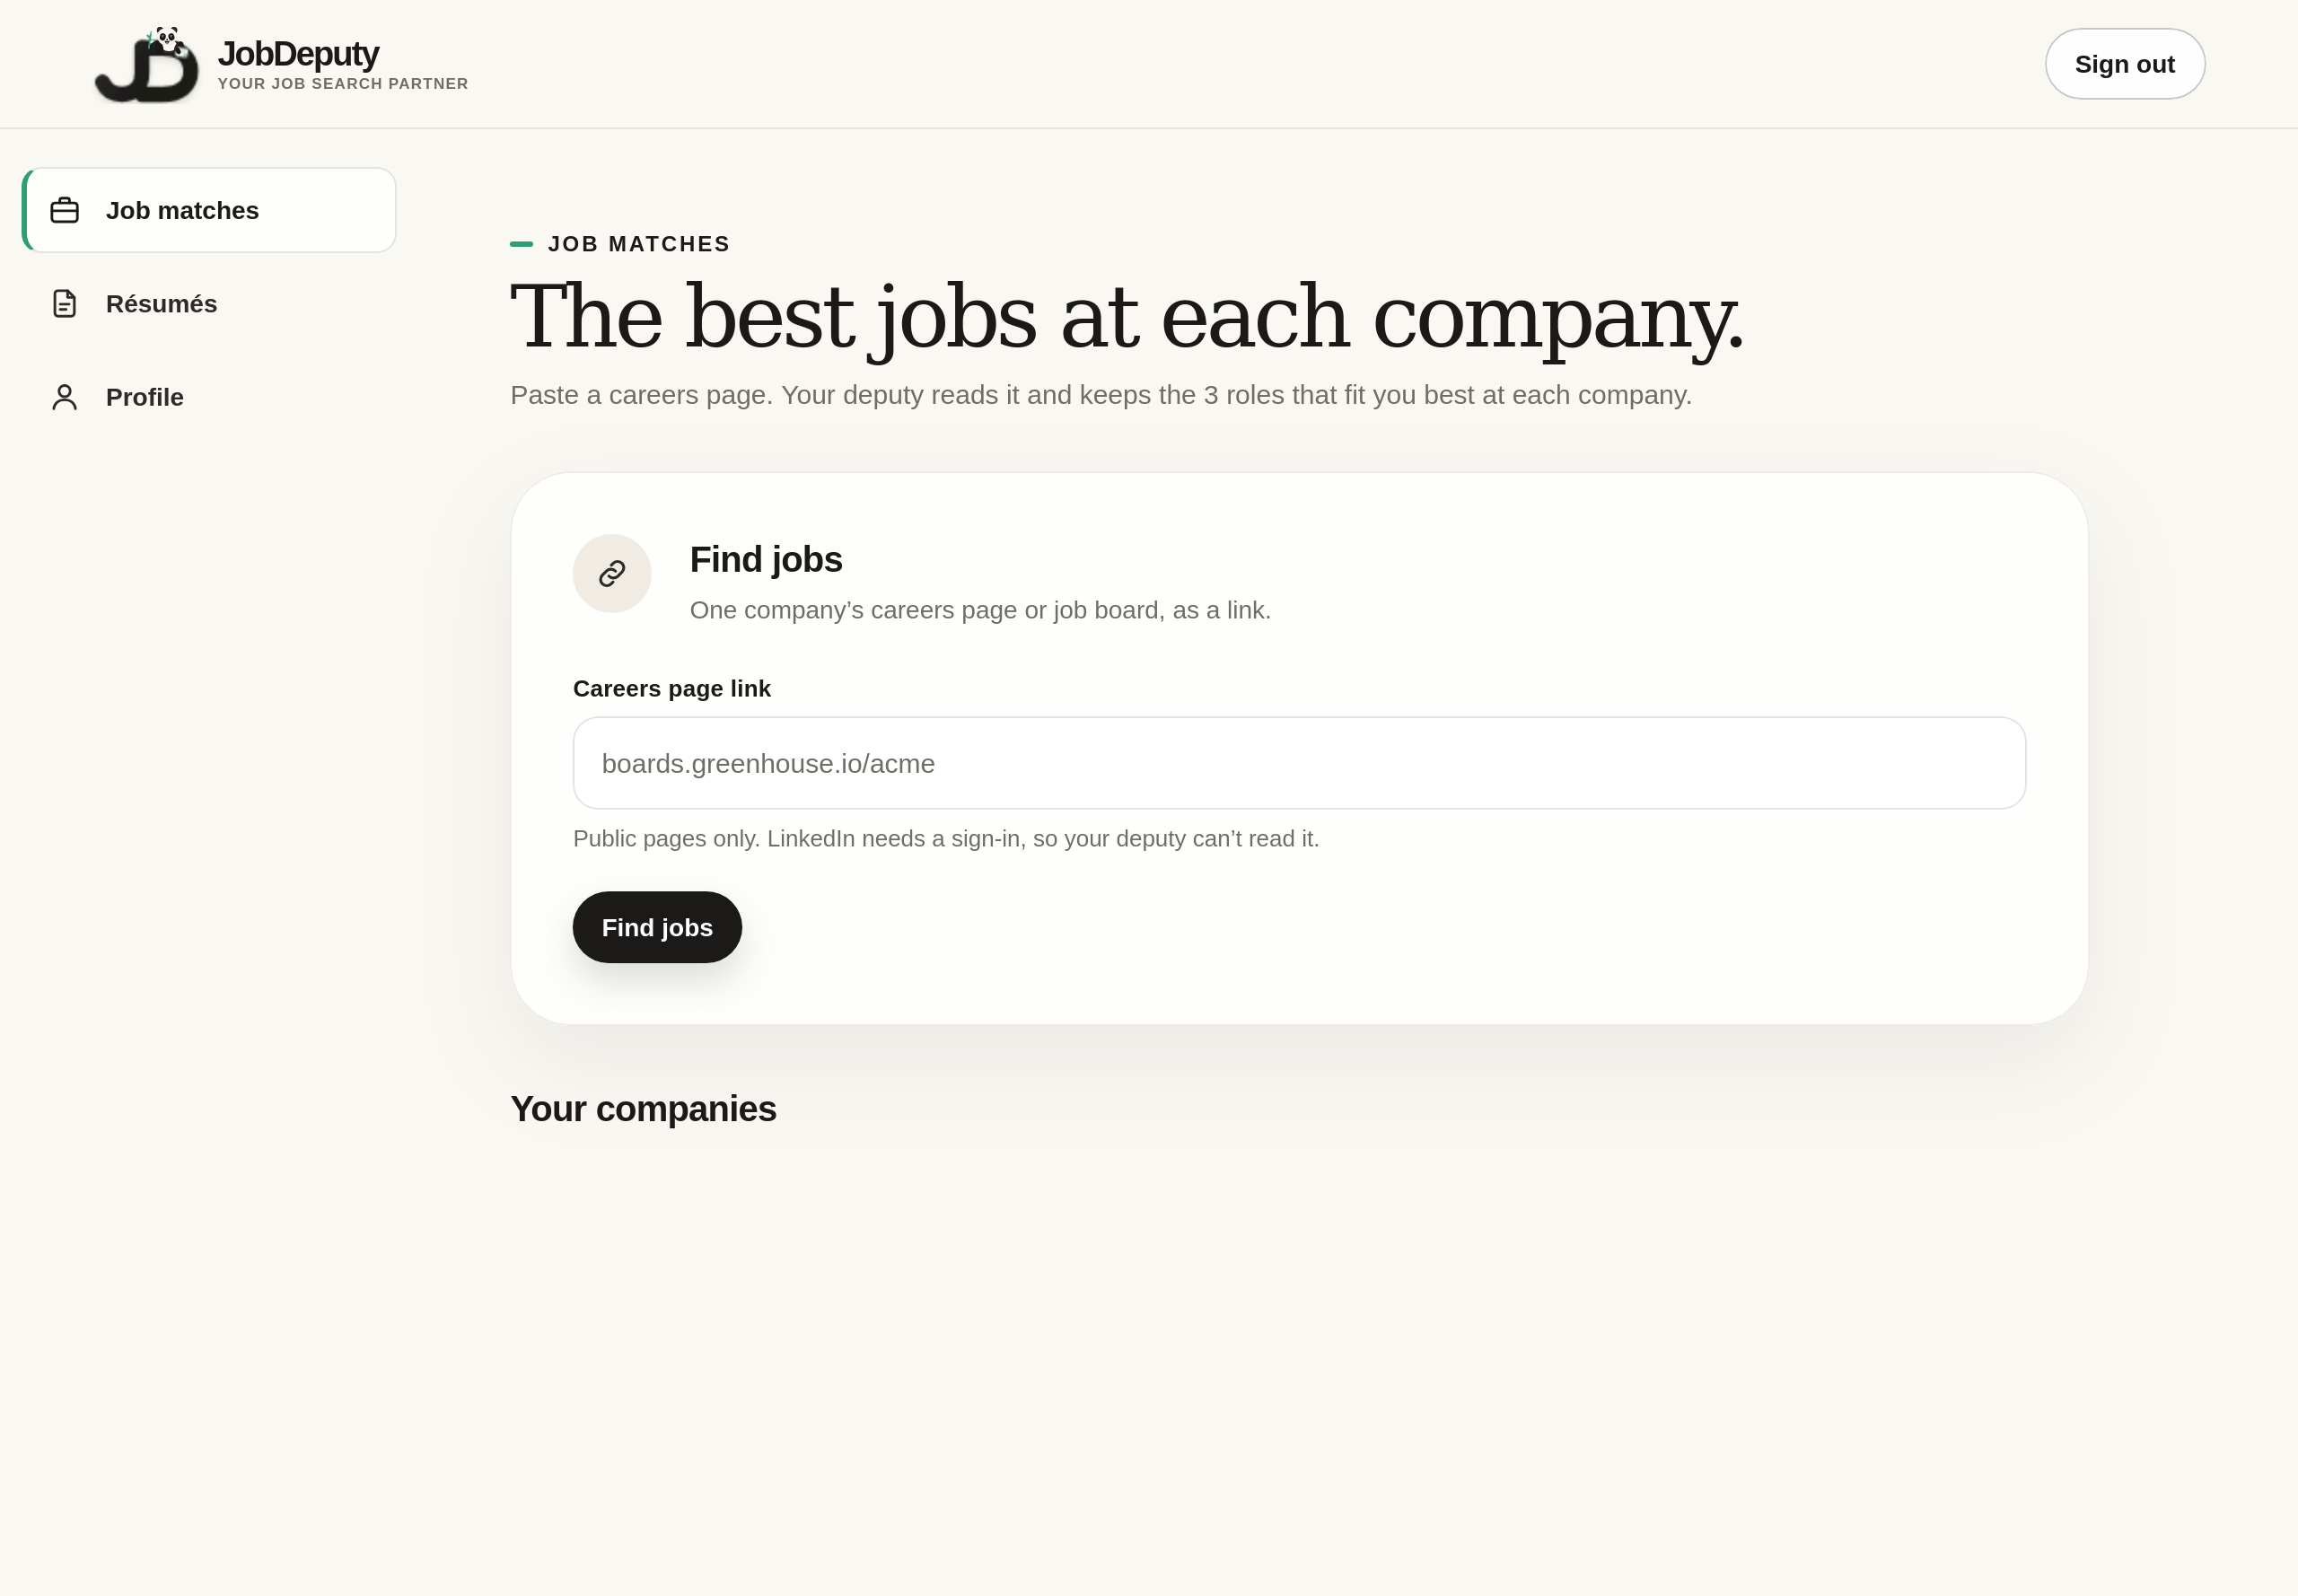 JD
JobDeputy
YOUR JOB SEARCH PARTNER
Sign out
Job matches
Résumés
Profile
JOB MATCHES
The best jobs at each company.
Paste a careers page. Your deputy reads it and keeps the 3 roles that fit you best at each company.
Find jobs
One company’s careers page or job board, as a link.
Careers page link
boards.greenhouse.io/acme
Public pages only. LinkedIn needs a sign-in, so your deputy can’t read it.
Find jobs
Your companies